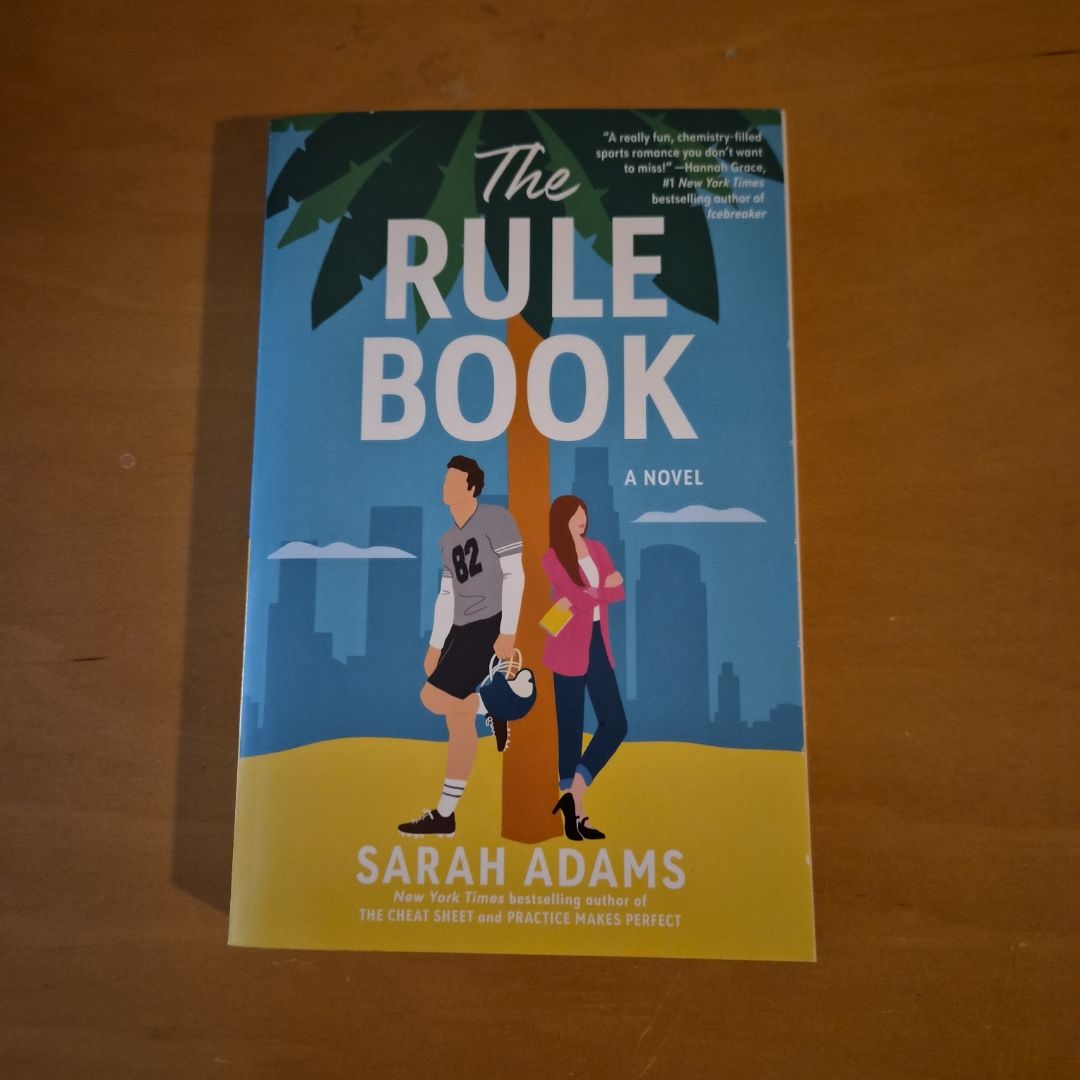 The
RULE
BOOK
"A really fun, chemistry-filled
sports romance you don't want
to miss!" —Hannah Grace,
#1 New York Times
bestselling author of
Icebreaker
A NOVEL
82
SARAH ADAMS
New York Times bestselling author of
THE CHEAT SHEET and PRACTICE MAKES PERFECT